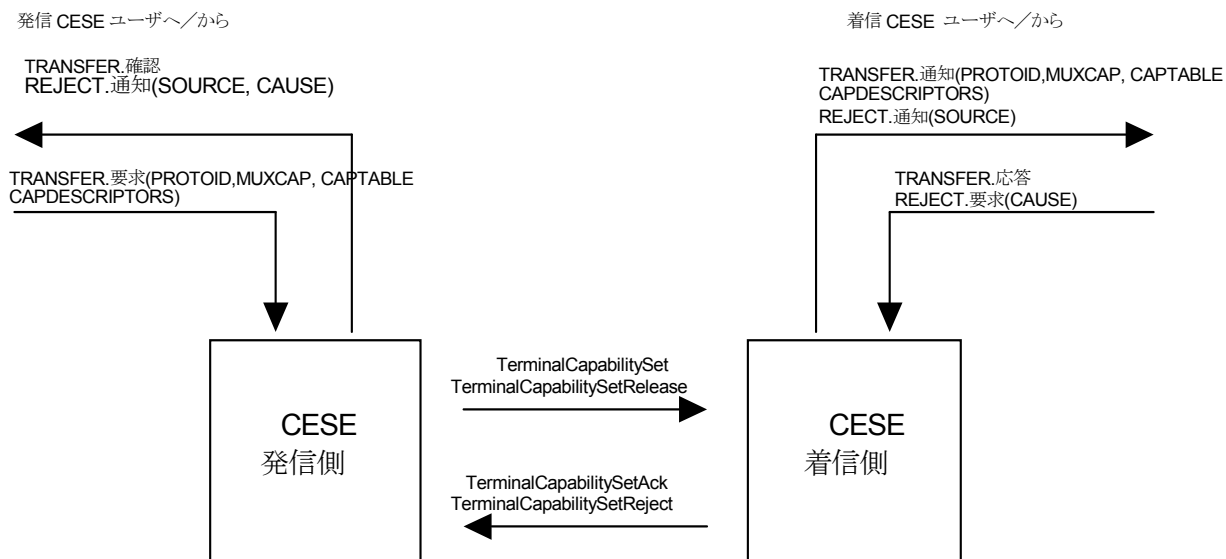 発信 CESE ユーザへ／から
着信 CESE ユーザへ／から
TRANSFER.確認
REJECT.通知(SOURCE, CAUSE)
TRANSFER.通知(PROTOID,MUXCAP, CAPTABLE
CAPDESCRIPTORS)
REJECT.通知(SOURCE)
TRANSFER.要求(PROTOID,MUXCAP, CAPTABLE
CAPDESCRIPTORS)
TRANSFER.応答
REJECT.要求(CAUSE)
TerminalCapabilitySet
TerminalCapabilitySetRelease
CESE
発信側
CESE
着信側
TerminalCapabilitySetAck
TerminalCapabilitySetReject